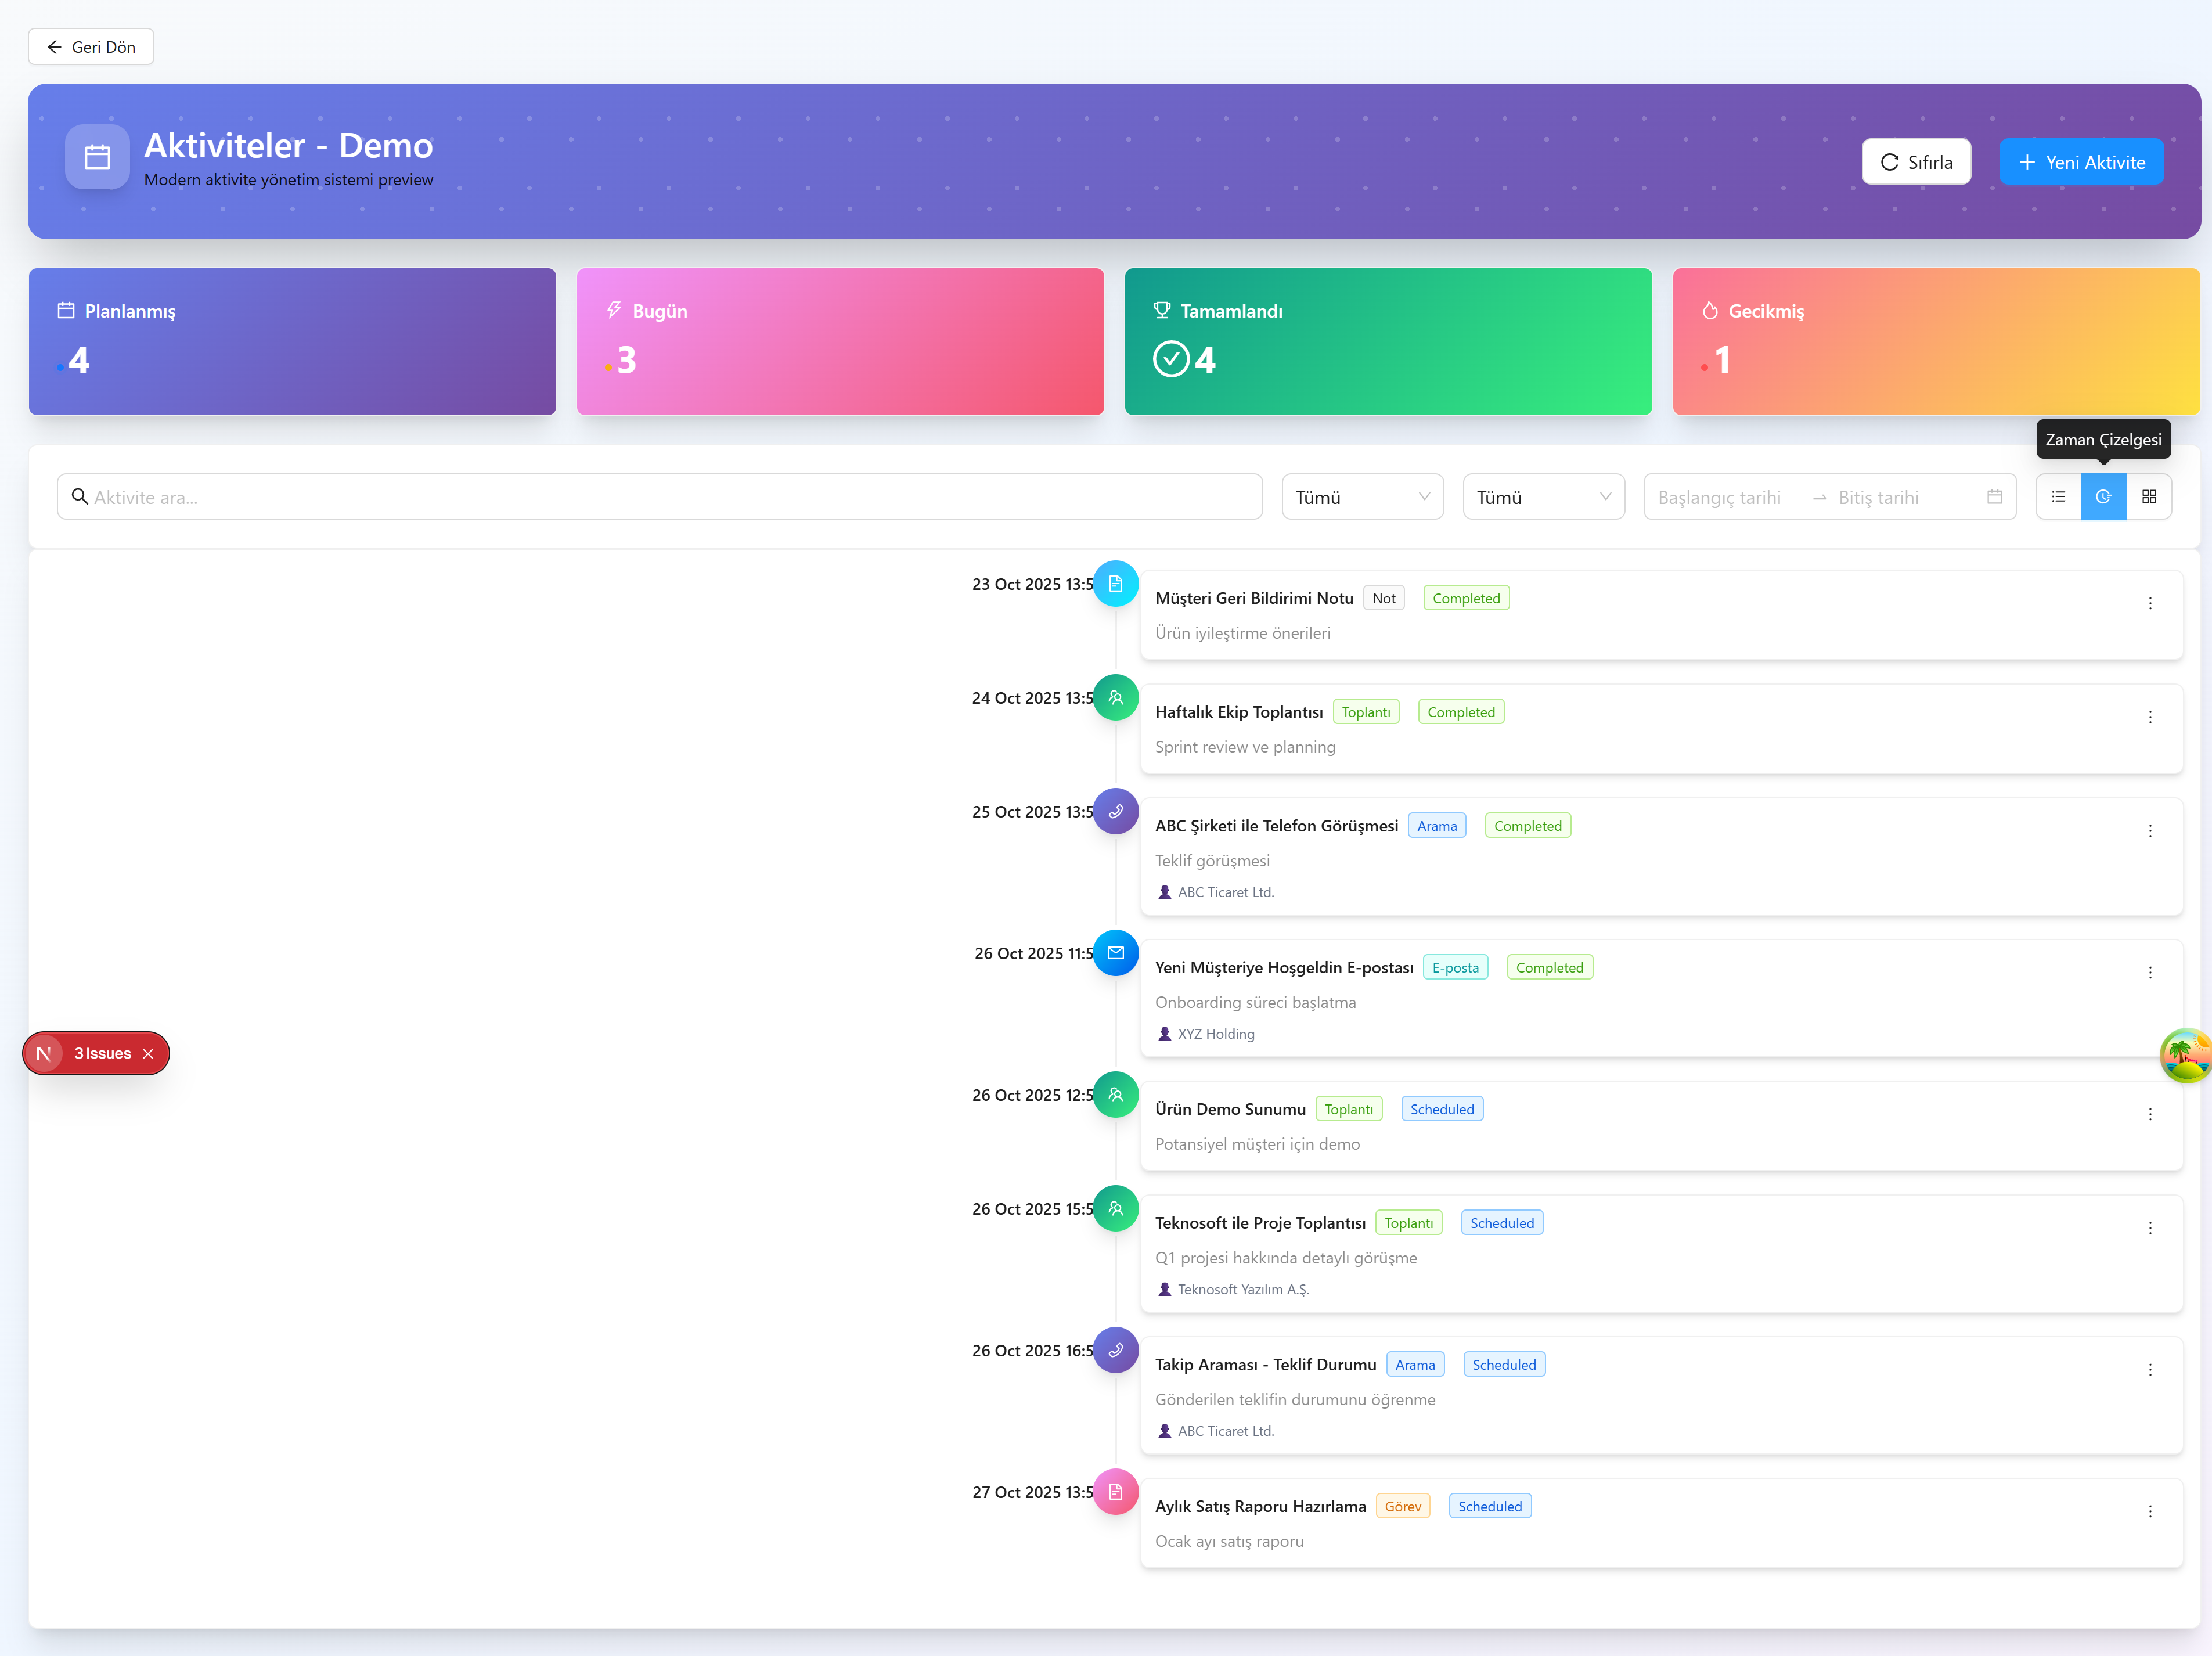 Geri Dön
Aktiviteler - Demo
Modern aktivite yönetim sistemi preview
Sıfırla
Yeni Aktivite
Planlanmış
4
Bugün
3
Tamamlandı
4
Gecikmiş
1
Zaman Çizelgesi
Aktivite ara...
Tümü
Tümü
Başlangıç tarihi
Bitiş tarihi
23 Oct 2025 13:5
Müşteri Geri Bildirimi Notu Not Completed
Ürün iyileştirme önerileri
24 Oct 2025 13:5
Haftalık Ekip Toplantısı Toplantı Completed
Sprint review ve planning
25 Oct 2025 13:5
ABC Şirketi ile Telefon Görüşmesi Arama Completed
Teklif görüşmesi
ABC Ticaret Ltd.
26 Oct 2025 11:5
Yeni Müşteriye Hoşgeldin E-postası E-posta Completed
Onboarding süreci başlatma
XYZ Holding
N 3 Issues
26 Oct 2025 12:5
Ürün Demo Sunumu Toplantı Scheduled
Potansiyel müşteri için demo
26 Oct 2025 15:5
Teknosoft ile Proje Toplantısı Toplantı Scheduled
Q1 projesi hakkında detaylı görüşme
Teknosoft Yazılım A.Ş.
26 Oct 2025 16:5
Takip Araması - Teklif Durumu Arama Scheduled
Gönderilen teklifin durumunu öğrenme
ABC Ticaret Ltd.
27 Oct 2025 13:5
Aylık Satış Raporu Hazırlama Görev Scheduled
Ocak ayı satış raporu